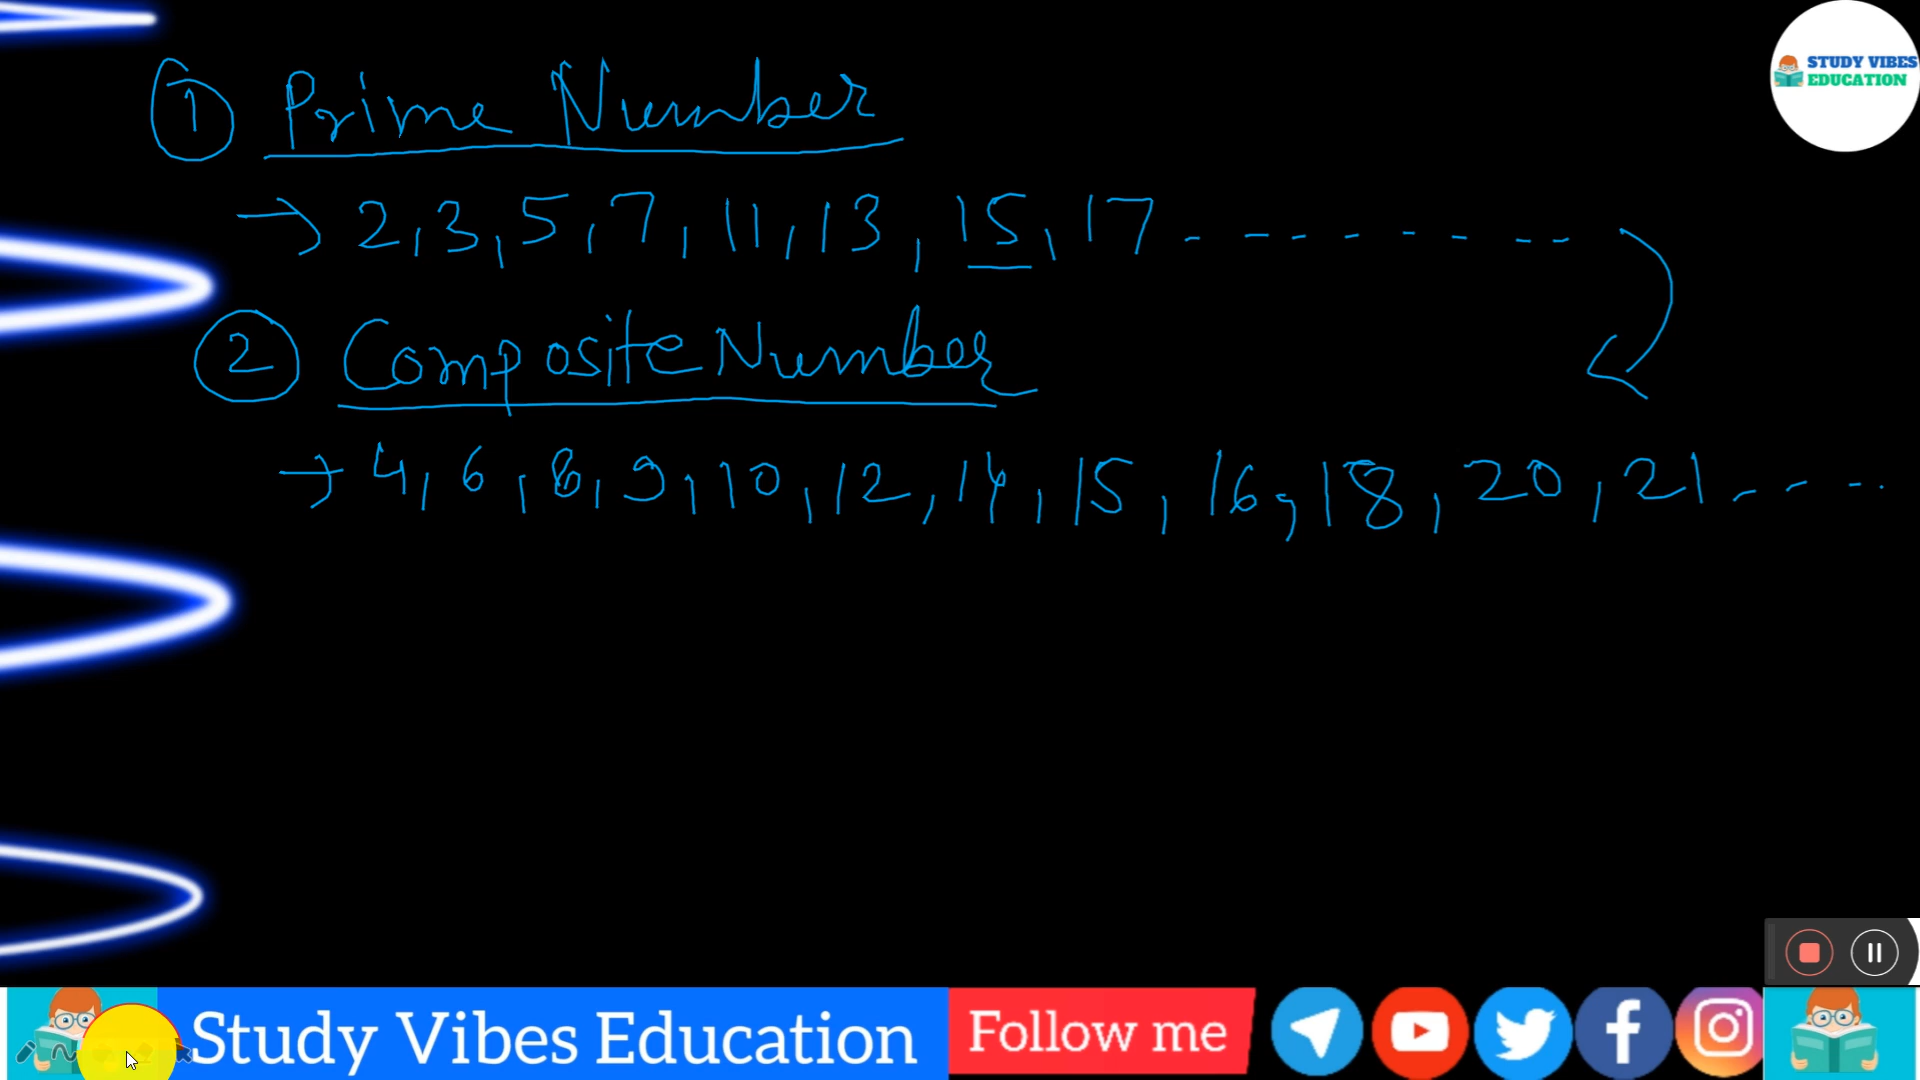 STUDY VIBES
EDUCATION
1 Prime Number
→ 2, 3, 5, 7, 11, 13, 15, 17 - - - - - - - -
2 Composite Number
→ 4, 6, 8, 9, 10, 12, 14, 15, 16, 18, 20, 21 - - - -
Study Vibes Education Follow me